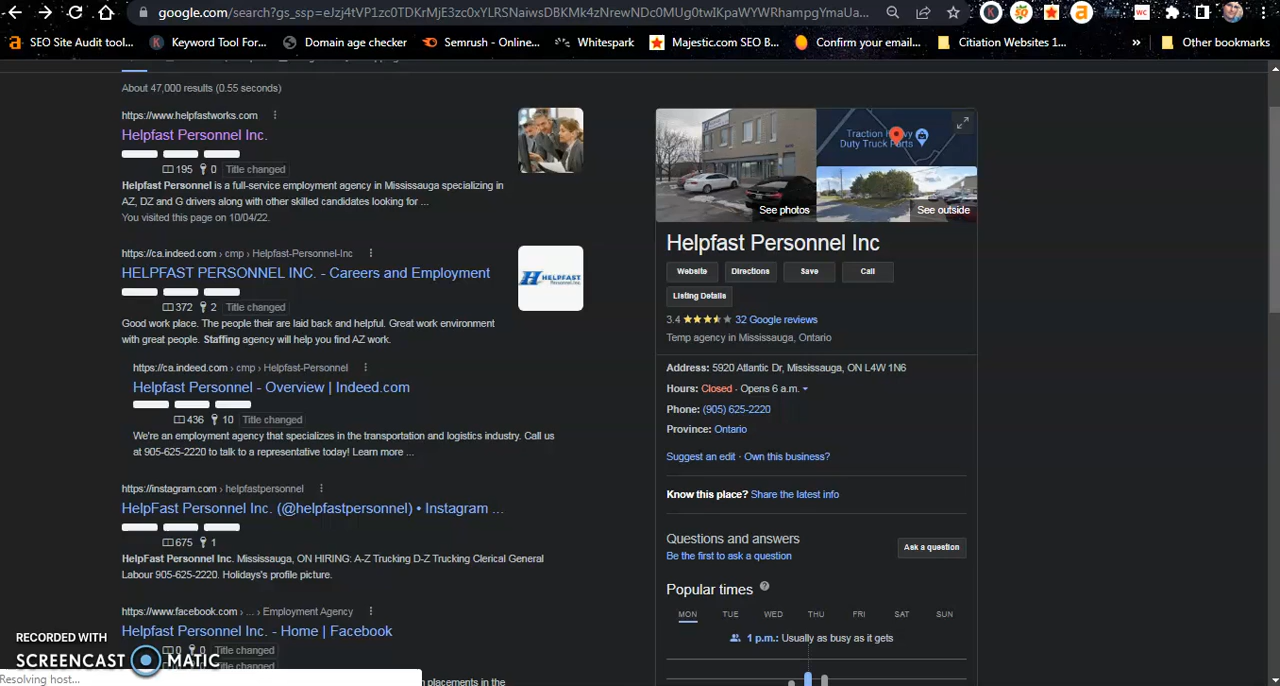 google.com/search?gs_ssp=eJzj4tVP1zc0TDKrMjE3zc0xYLRSNaiwsDBKMk4zNrewNDc0MUg0twIKpaWYWRhampgYmaUa...
SEO Site Audit tool...
Keyword Tool For...
Domain age checker
Semrush - Online...
Whitespark
Majestic.com SEO B...
Confirm your email...
Citiation Websites 1...
»
Other bookmarks
About 47,000 results (0.55 seconds)
https://www.helpfastworks.com
Helpfast Personnel Inc.
195 0 Title changed
Helpfast Personnel is a full-service employment agency in Mississauga specializing in
AZ, DZ and G drivers along with other skilled candidates looking for ...
You visited this page on 10/04/22.
https://ca.indeed.com › cmp › Helpfast-Personnel-Inc
HELPFAST PERSONNEL INC. - Careers and Employment
372 2 Title changed
HELPFAST
Personnel Inc.
Good work place. The people their are laid back and helpful. Great work environment
with great people. Staffing agency will help you find AZ work.
https://ca.indeed.com › cmp › Helpfast-Personnel
Helpfast Personnel - Overview | Indeed.com
436 10 Title changed
We're an employment agency that specializes in the transportation and logistics industry. Call us
at 905-625-2220 to talk to a representative today! Learn more ...
https://instagram.com › helpfastpersonnel
HelpFast Personnel Inc. (@helpfastpersonnel) • Instagram ...
675 1
HelpFast Personnel Inc. Mississauga, ON HIRING: A-Z Trucking D-Z Trucking Clerical General
Labour 905-625-2220. Holidays's profile picture.
https://www.facebook.com › ... › Employment Agency
Helpfast Personnel Inc. - Home | Facebook
0 0 Title changed
Title changed
n placements in the
RECORDED WITH
SCREENCAST MATIC
Resolving host...
Traction Heavy
Duty Truck Parts
See photos
See outside
Helpfast Personnel Inc
Website Directions Save Call
Listing Details
3.4 32 Google reviews
Temp agency in Mississauga, Ontario
Address: 5920 Atlantic Dr, Mississauga, ON L4W 1N6
Hours: Closed · Opens 6 a.m.
Phone: (905) 625-2220
Province: Ontario
Suggest an edit · Own this business?
Know this place? Share the latest info
Questions and answers
Be the first to ask a question
Ask a question
Popular times
MON TUE WED THU FRI SAT SUN
1 p.m.: Usually as busy as it gets